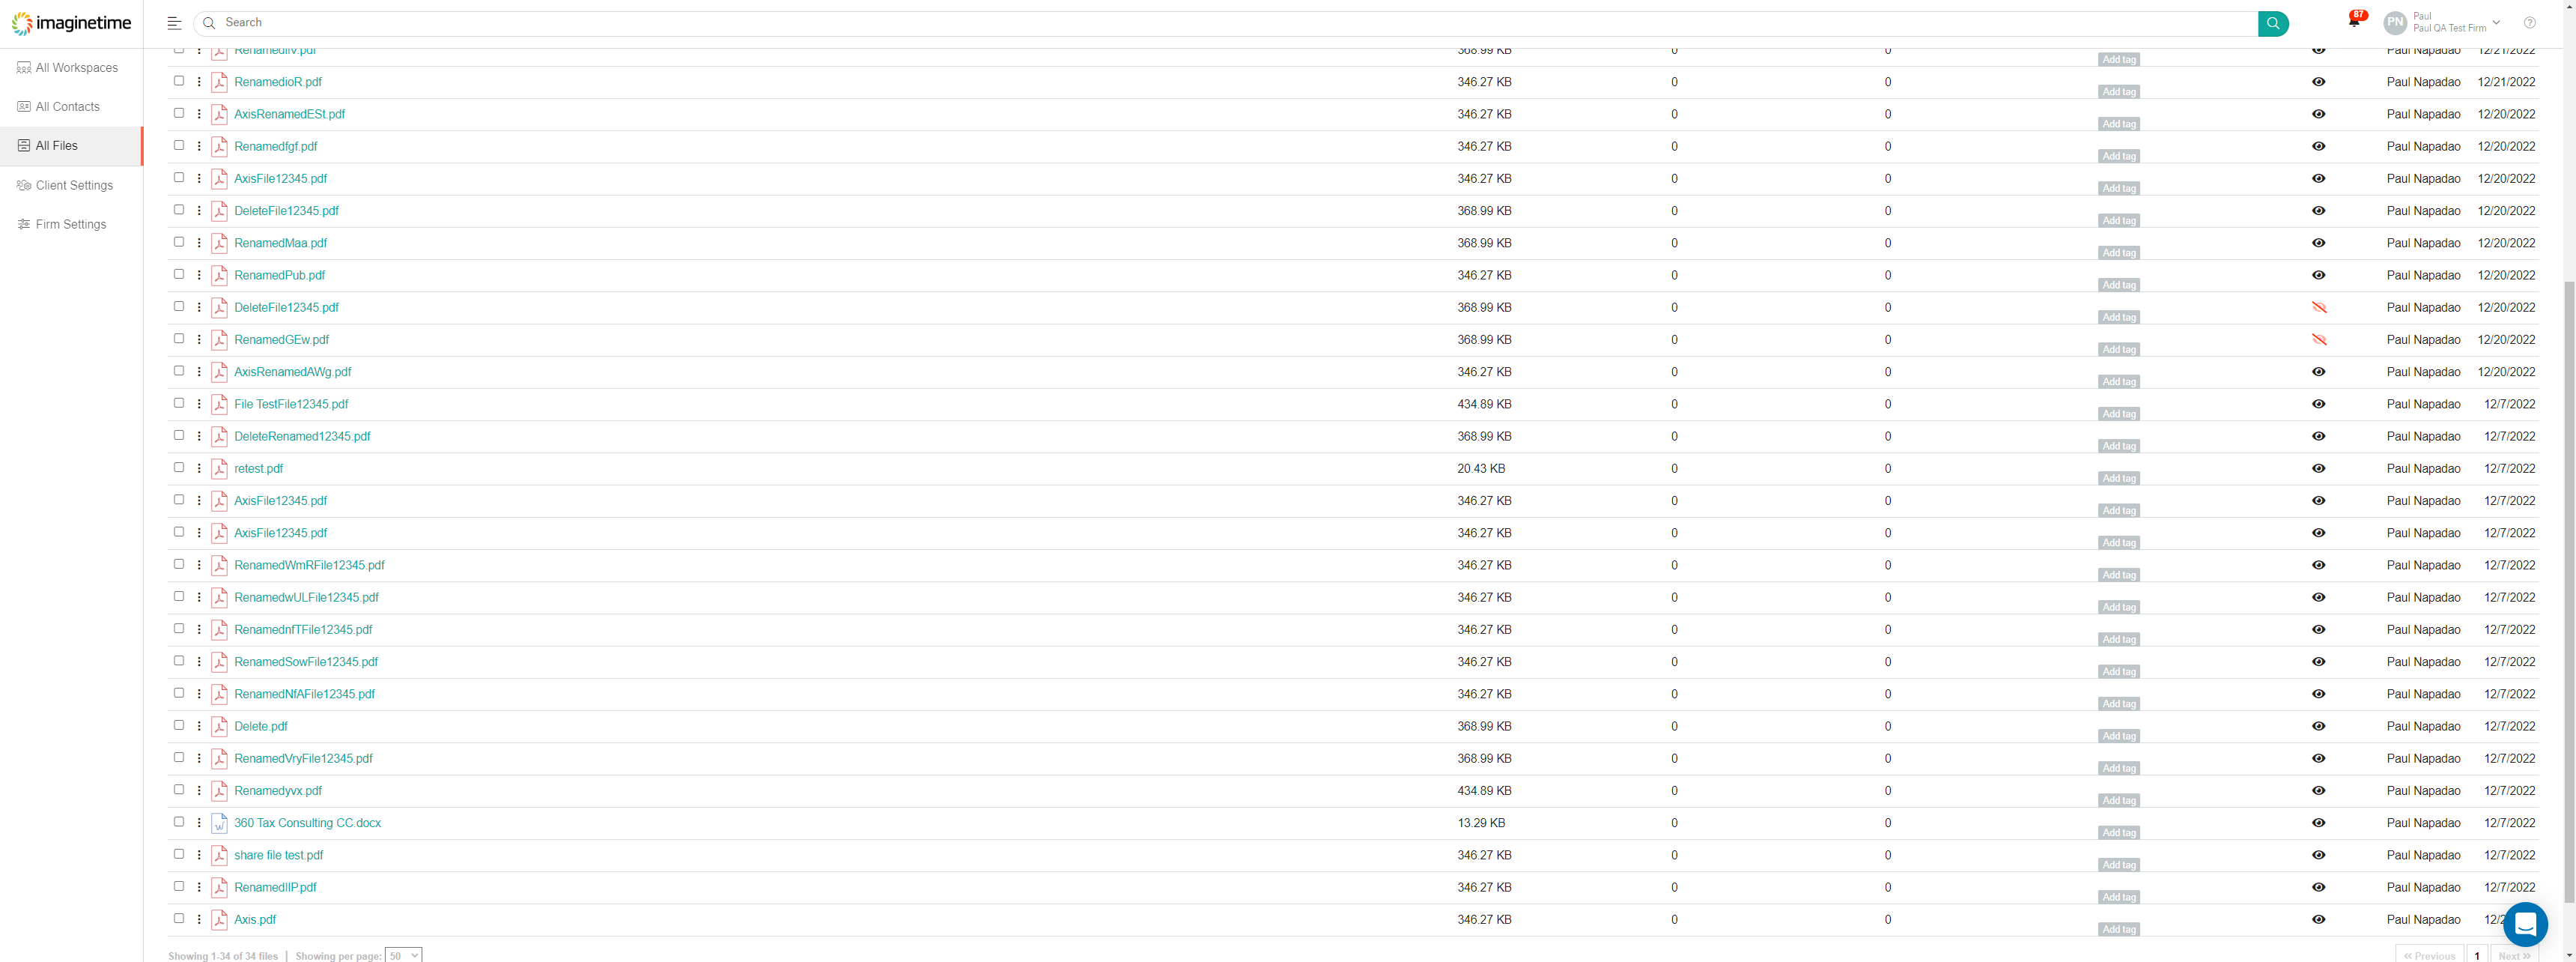 imaginetime
Search
87
PN
Paul
Paul QA Test Firm
All Workspaces
All Contacts
All Files
Client Settings
Firm Settings
368.99 KB 0 0 Add tag Paul Napadao 12/21/2022
RenamedioR.pdf 346.27 KB 0 0 Add tag Paul Napadao 12/21/2022
AxisRenamedESt.pdf 346.27 KB 0 0 Add tag Paul Napadao 12/20/2022
Renamedfgf.pdf 346.27 KB 0 0 Add tag Paul Napadao 12/20/2022
AxisFile12345.pdf 346.27 KB 0 0 Add tag Paul Napadao 12/20/2022
DeleteFile12345.pdf 368.99 KB 0 0 Add tag Paul Napadao 12/20/2022
RenamedMaa.pdf 368.99 KB 0 0 Add tag Paul Napadao 12/20/2022
RenamedPub.pdf 346.27 KB 0 0 Add tag Paul Napadao 12/20/2022
DeleteFile12345.pdf 368.99 KB 0 0 Add tag Paul Napadao 12/20/2022
RenamedGEw.pdf 368.99 KB 0 0 Add tag Paul Napadao 12/20/2022
AxisRenamedAWg.pdf 346.27 KB 0 0 Add tag Paul Napadao 12/20/2022
File TestFile12345.pdf 434.89 KB 0 0 Add tag Paul Napadao 12/7/2022
DeleteRenamed12345.pdf 368.99 KB 0 0 Add tag Paul Napadao 12/7/2022
retest.pdf 20.43 KB 0 0 Add tag Paul Napadao 12/7/2022
AxisFile12345.pdf 346.27 KB 0 0 Add tag Paul Napadao 12/7/2022
AxisFile12345.pdf 346.27 KB 0 0 Add tag Paul Napadao 12/7/2022
RenamedWmRFile12345.pdf 346.27 KB 0 0 Add tag Paul Napadao 12/7/2022
RenamedwULFile12345.pdf 346.27 KB 0 0 Add tag Paul Napadao 12/7/2022
RenamednfTFile12345.pdf 346.27 KB 0 0 Add tag Paul Napadao 12/7/2022
RenamedSowFile12345.pdf 346.27 KB 0 0 Add tag Paul Napadao 12/7/2022
RenamedNfAFile12345.pdf 346.27 KB 0 0 Add tag Paul Napadao 12/7/2022
Delete.pdf 368.99 KB 0 0 Add tag Paul Napadao 12/7/2022
RenamedVryFile12345.pdf 368.99 KB 0 0 Add tag Paul Napadao 12/7/2022
Renamedyvx.pdf 434.89 KB 0 0 Add tag Paul Napadao 12/7/2022
360 Tax Consulting CC.docx 13.29 KB 0 0 Add tag Paul Napadao 12/7/2022
share file test.pdf 346.27 KB 0 0 Add tag Paul Napadao 12/7/2022
346.27 KB 0 0 Add tag Paul Napadao 12/7/2022
Axis.pdf 346.27 KB 0 0 Add tag Paul Napadao
Showing 1-34 of 34 files | Showing per page: 50
« Previous 1 Next »